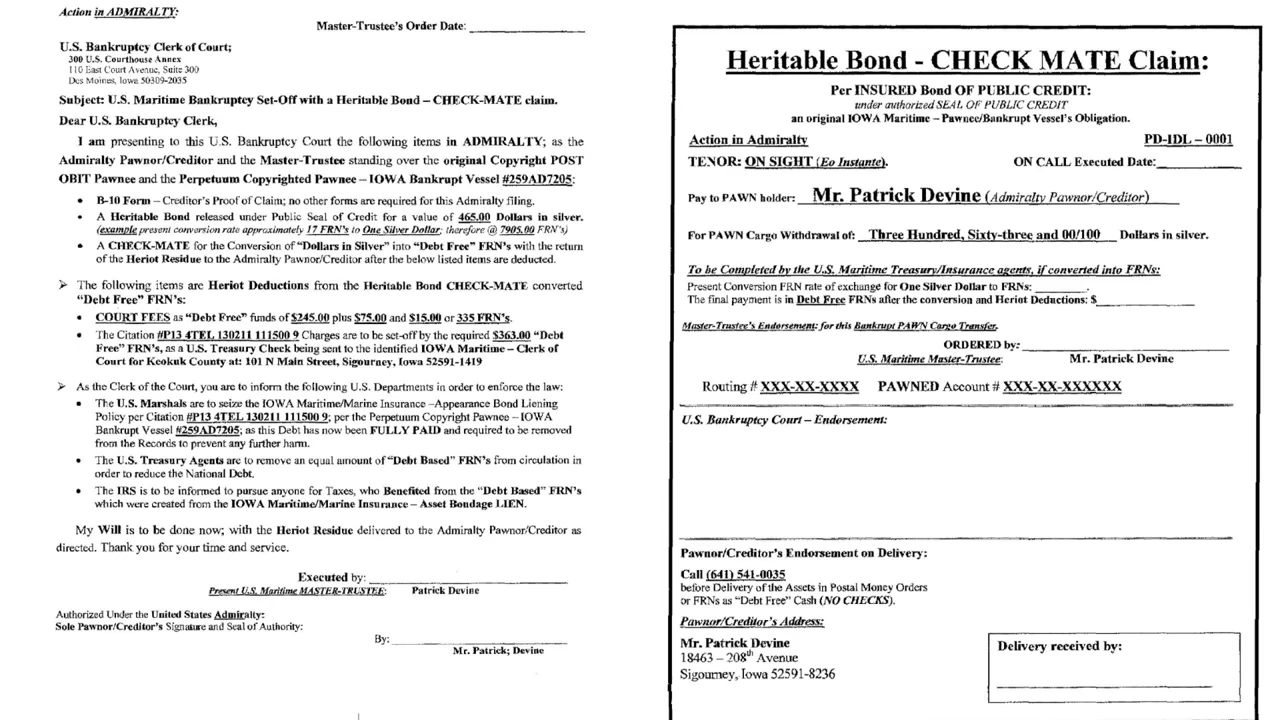 Action in ADMIRALTY:
Master-Trustee's Order Date: _______________
U.S. Bankruptcy Clerk of Court;
300 U.S. Courthouse Annex
110 East Court Avenue, Suite 300
Des Moines, Iowa 50309-2035
Subject: U.S. Maritime Bankruptcy Set-Off with a Heritable Bond – CHECK-MATE claim.
Dear U.S. Bankruptcy Clerk,
I am presenting to this U.S. Bankruptcy Court the following items in ADMIRALTY; as the
Admiralty Pawnor/Creditor and the Master-Trustee standing over the original Copyright POST
OBIT Pawnee and the Perpetuum Copyrighted Pawnee – IOWA Bankrupt Vessel #259AD7205:
• B-10 Form – Creditor's Proof of Claim; no other forms are required for this Admiralty filing.
• A Heritable Bond released under Public Seal of Credit for a value of 465.00 Dollars in silver.
(example present conversion rate approximately 17 FRN's to One Silver Dollar; therefore @ 7905.00 FRN's)
• A CHECK-MATE for the Conversion of "Dollars in Silver" into "Debt Free" FRN's with the return
of the Heriot Residue to the Admiralty Pawnor/Creditor after the below listed items are deducted.
➢ The following items are Heriot Deductions from the Heritable Bond CHECK-MATE converted
"Debt Free" FRN's:
• COURT FEES as "Debt Free" funds of $245.00 plus $75.00 and $15.00 or 335 FRN's.
• The Citation #P13 4TEL 130211 111500 9 Charges are to be set-off by the required $363.00 "Debt
Free" FRN's, as a U.S. Treasury Check being sent to the identified IOWA Maritime – Clerk of
Court for Keokuk County at: 101 N Main Street, Sigourney, Iowa 52591-1419
➢ As the Clerk of the Court, you are to inform the following U.S. Departments in order to enforce the law:
• The U.S. Marshals are to seize the IOWA Maritime/Marine Insurance –Appearance Bond Liening
Policy per Citation #P13 4TEL 130211 111500 9; per the Perpetuum Copyright Pawnee – IOWA
Bankrupt Vessel #259AD7205; as this Debt has now been FULLY PAID and required to be removed
from the Records to prevent any further harm.
• The U.S. Treasury Agents are to remove an equal amount of "Debt Based" FRN's from circulation in
order to reduce the National Debt.
• The IRS is to be informed to pursue anyone for Taxes, who Benefited from the "Debt Based" FRN's
which were created from the IOWA Maritime/Marine Insurance – Asset Bondage LIEN.
My Will is to be done now; with the Heriot Residue delivered to the Admiralty Pawnor/Creditor as
directed. Thank you for your time and service.
Executed by: _______________
Present U.S. Maritime MASTER-TRUSTEE: Patrick Devine
Authorized Under the United States Admiralty:
Sole Pawnor/Creditor's Signature and Seal of Authority:
By: _______________
Mr. Patrick; Devine
Heritable Bond - CHECK MATE Claim:
Per INSURED Bond OF PUBLIC CREDIT:
under authorized SEAL OF PUBLIC CREDIT
an original IOWA Maritime – Pawnee/Bankrupt Vessel's Obligation.
Action in Admiralty PD-IDL – 0001
TENOR: ON SIGHT (Eo Instante). ON CALL Executed Date:__________
Pay to PAWN holder: Mr. Patrick Devine (Admiralty Pawnor/Creditor)
For PAWN Cargo Withdrawal of: Three Hundred, Sixty-three and 00/100 Dollars in silver.
To be Completed by the U.S. Maritime Treasury/Insurance agents, if converted into FRNs:
Present Conversion FRN rate of exchange for One Silver Dollar to FRNs: ________.
The final payment is in Debt Free FRNs after the conversion and Heriot Deductions: $__________
Master-Trustee's Endorsement: for this Bankrupt PAWN Cargo Transfer.
ORDERED by: _______________
U.S. Maritime Master-Trustee: Mr. Patrick Devine
Routing # XXX-XX-XXXX PAWNED Account # XXX-XX-XXXXXX
U.S. Bankruptcy Court – Endorsement:
Pawnor/Creditor's Endorsement on Delivery:
Call (641) 541-0035
before Delivery of the Assets in Postal Money Orders
or FRNs as "Debt Free" Cash (NO CHECKS).
Pawnor/Creditor's Address:
Mr. Patrick Devine
18463 – 208th Avenue
Sigourney, Iowa 52591-8236
Delivery received by: